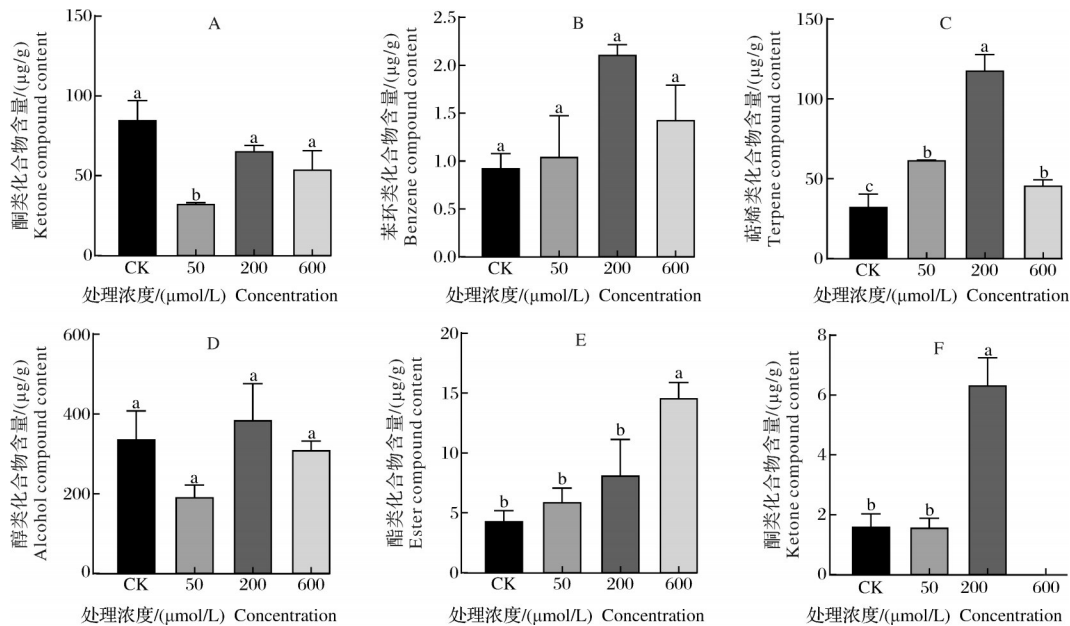 A
酮类化合物含量/(μg/g)
Ketone compound content
150
100
50
0
a
b
a
a
CK
50
200
600
处理浓度/(μmol/L) Concentration
B
苯环类化合物含量/(μg/g)
Benzene compound content
2.5
2.0
1.5
1.0
0.5
0.0
a
a
a
a
CK
50
200
600
处理浓度/(μmol/L) Concentration
C
萜烯类化合物含量/(μg/g)
Terpene compound content
150
100
50
0
c
b
a
b
CK
50
200
600
处理浓度/(μmol/L) Concentration
D
醇类化合物含量/(μg/g)
Alcohol compound content
600
400
200
0
a
a
a
a
CK
50
200
600
处理浓度/(μmol/L) Concentration
E
酯类化合物含量/(μg/g)
Ester compound content
20
15
10
5
0
b
b
b
a
CK
50
200
600
处理浓度/(μmol/L) Concentration
F
酮类化合物含量/(μg/g)
Ketone compound content
8
6
4
2
0
b
b
a
CK
50
200
600
处理浓度/(μmol/L) Concentration